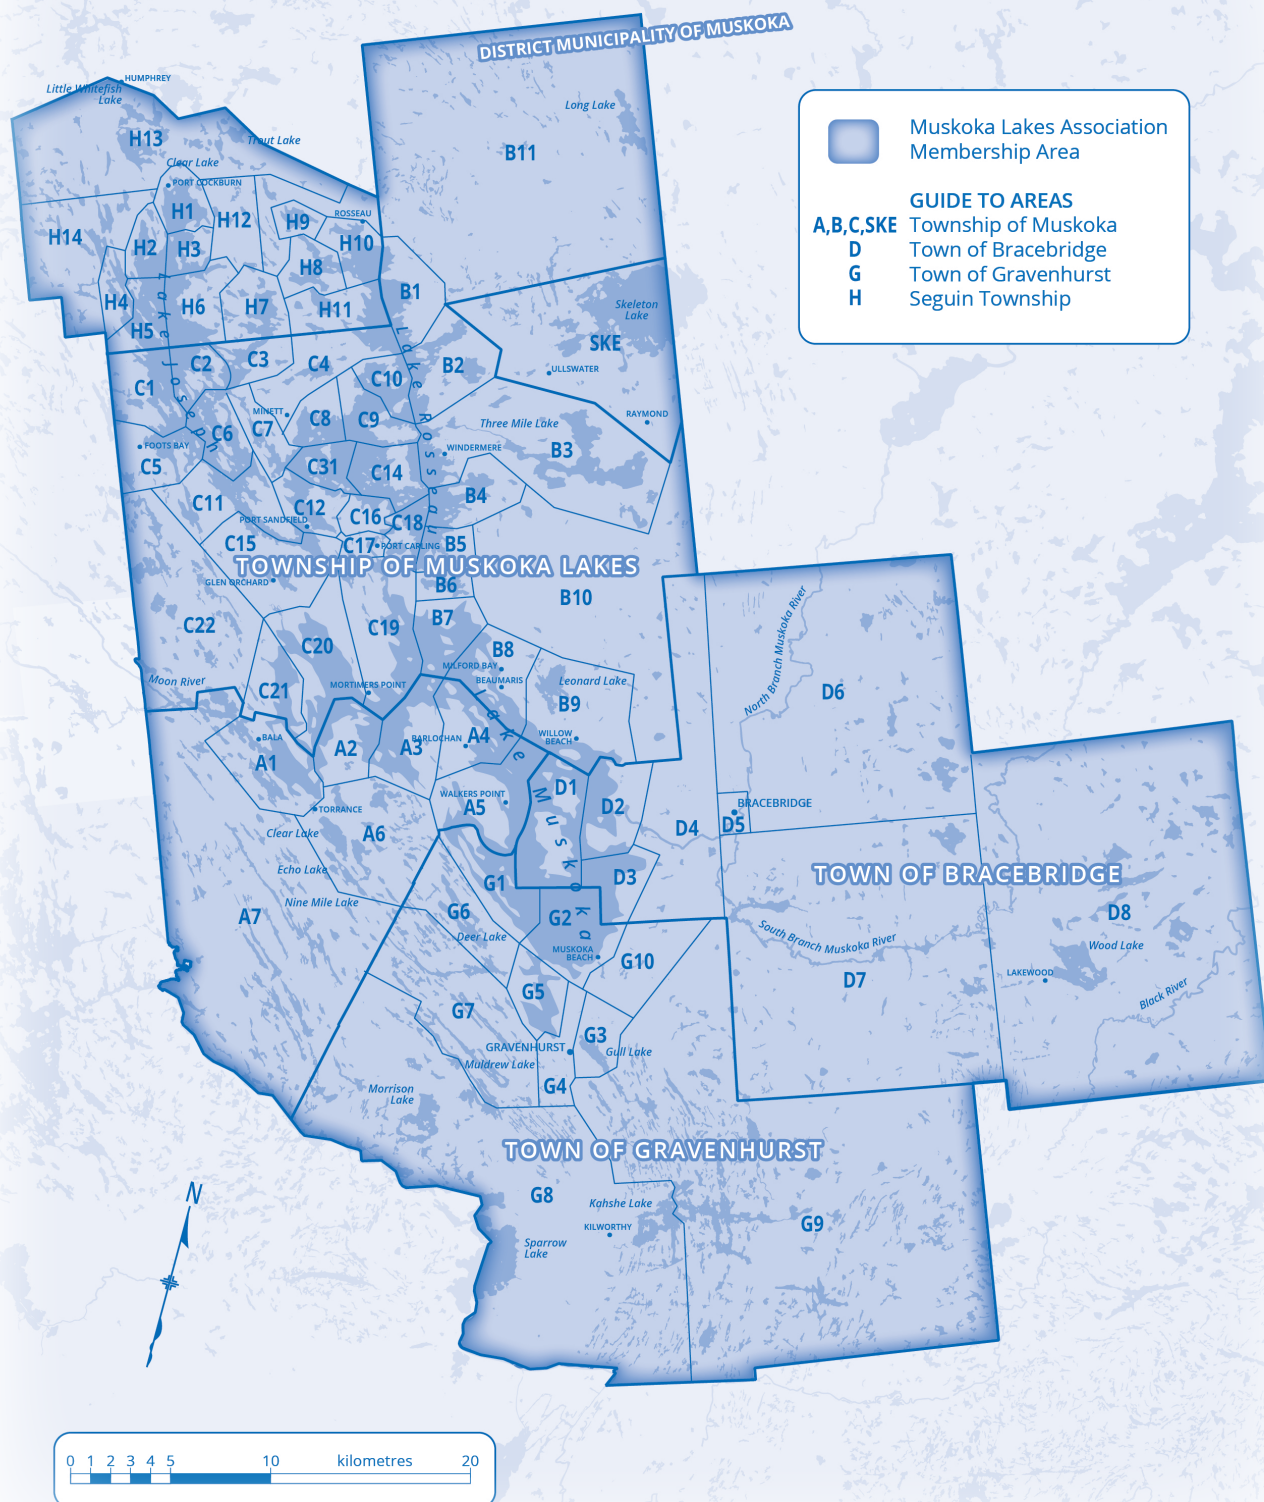 DISTRICT MUNICIPALITY OF MUSKOKA
HUMPHREY
Little Whitefish
Lake
Long Lake
H13
Trout Lake
B11
Clear Lake
PORT COCKBURN
H1
H12
H9
ROSSEAU
H14
H2
H3
H10
H8
H4
H6
H7
H11
B1
H5
Lake Joseph
Lake Rosseau
Skeleton
Lake
SKE
C2
C3
C4
B2
ULLSWATER
C1
C10
MINETT
C8
C9
Three Mile Lake
RAYMOND
C6
C7
FOOTS BAY
WINDERMERE
B3
C5
C31
C14
B4
C11
C12
C16
C18
PORT SANDFIELD
C15
C17
PORT CARLING
B5
TOWNSHIP OF MUSKOKA LAKES
GLEN ORCHARD
B6
B10
C22
C19
B7
C20
B8
MILFORD BAY
Moon River
MORTIMERS POINT
BEAUMARIS
Leonard Lake
C21
B9
Lake Muskoka
BALA
A2
A3
BARLOCHAN
A4
WILLOW
BEACH
A1
WALKERS POINT
A5
D1
D2
TORRANCE
Clear Lake
A6
D4
D5
BRACEBRIDGE
North Branch Muskoka River
D6
Echo Lake
G1
D3
TOWN OF BRACEBRIDGE
Nine Mile Lake
A7
G6
G2
D8
Deer Lake
MUSKOKA
BEACH
South Branch Muskoka River
Wood Lake
G10
D7
LAKEWOOD
G5
Black River
G7
G3
GRAVENHURST
Gull Lake
Muldrew Lake
G4
Morrison
Lake
TOWN OF GRAVENHURST
G8
Kahshe Lake
KILWORTHY
G9
Sparrow
Lake
N
Muskoka Lakes Association
Membership Area
GUIDE TO AREAS
A,B,C,SKE Township of Muskoka
D Town of Bracebridge
G Town of Gravenhurst
H Seguin Township
0 1 2 3 4 5 10 kilometres 20